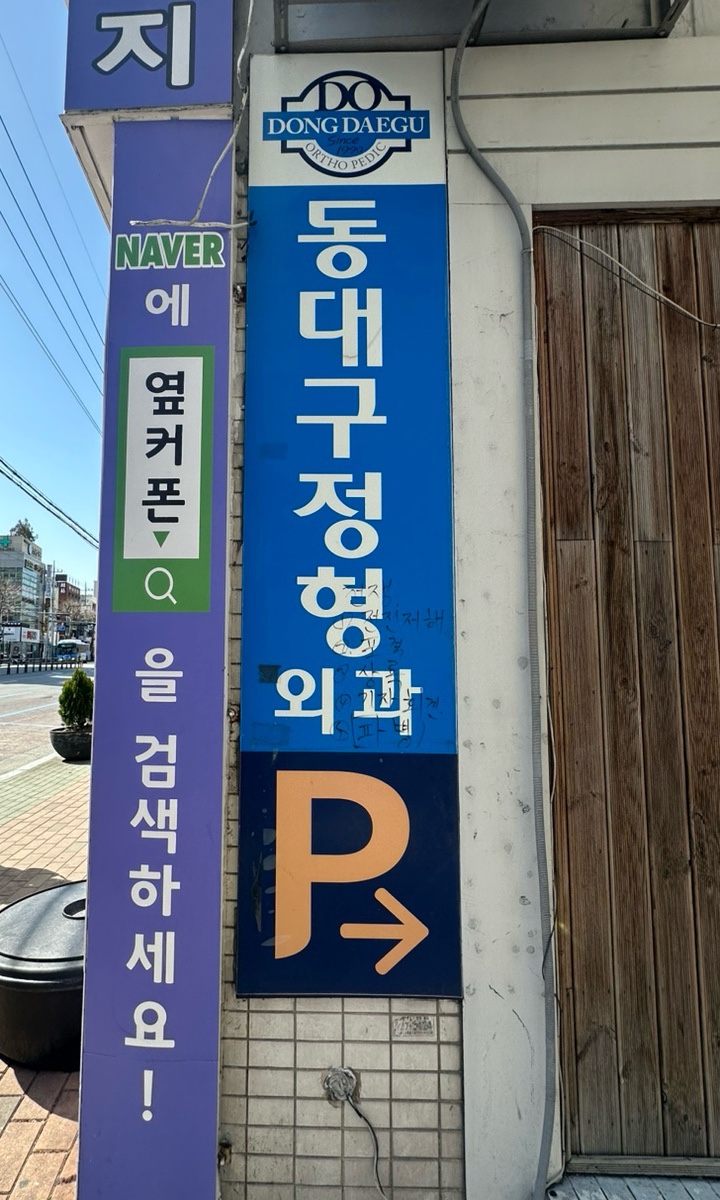 지
NAVER
에
옆커폰
을 검색하세요!
DO
DONG DAEGU
Since
ORTHO PEDIC
동대구정형
외과
P